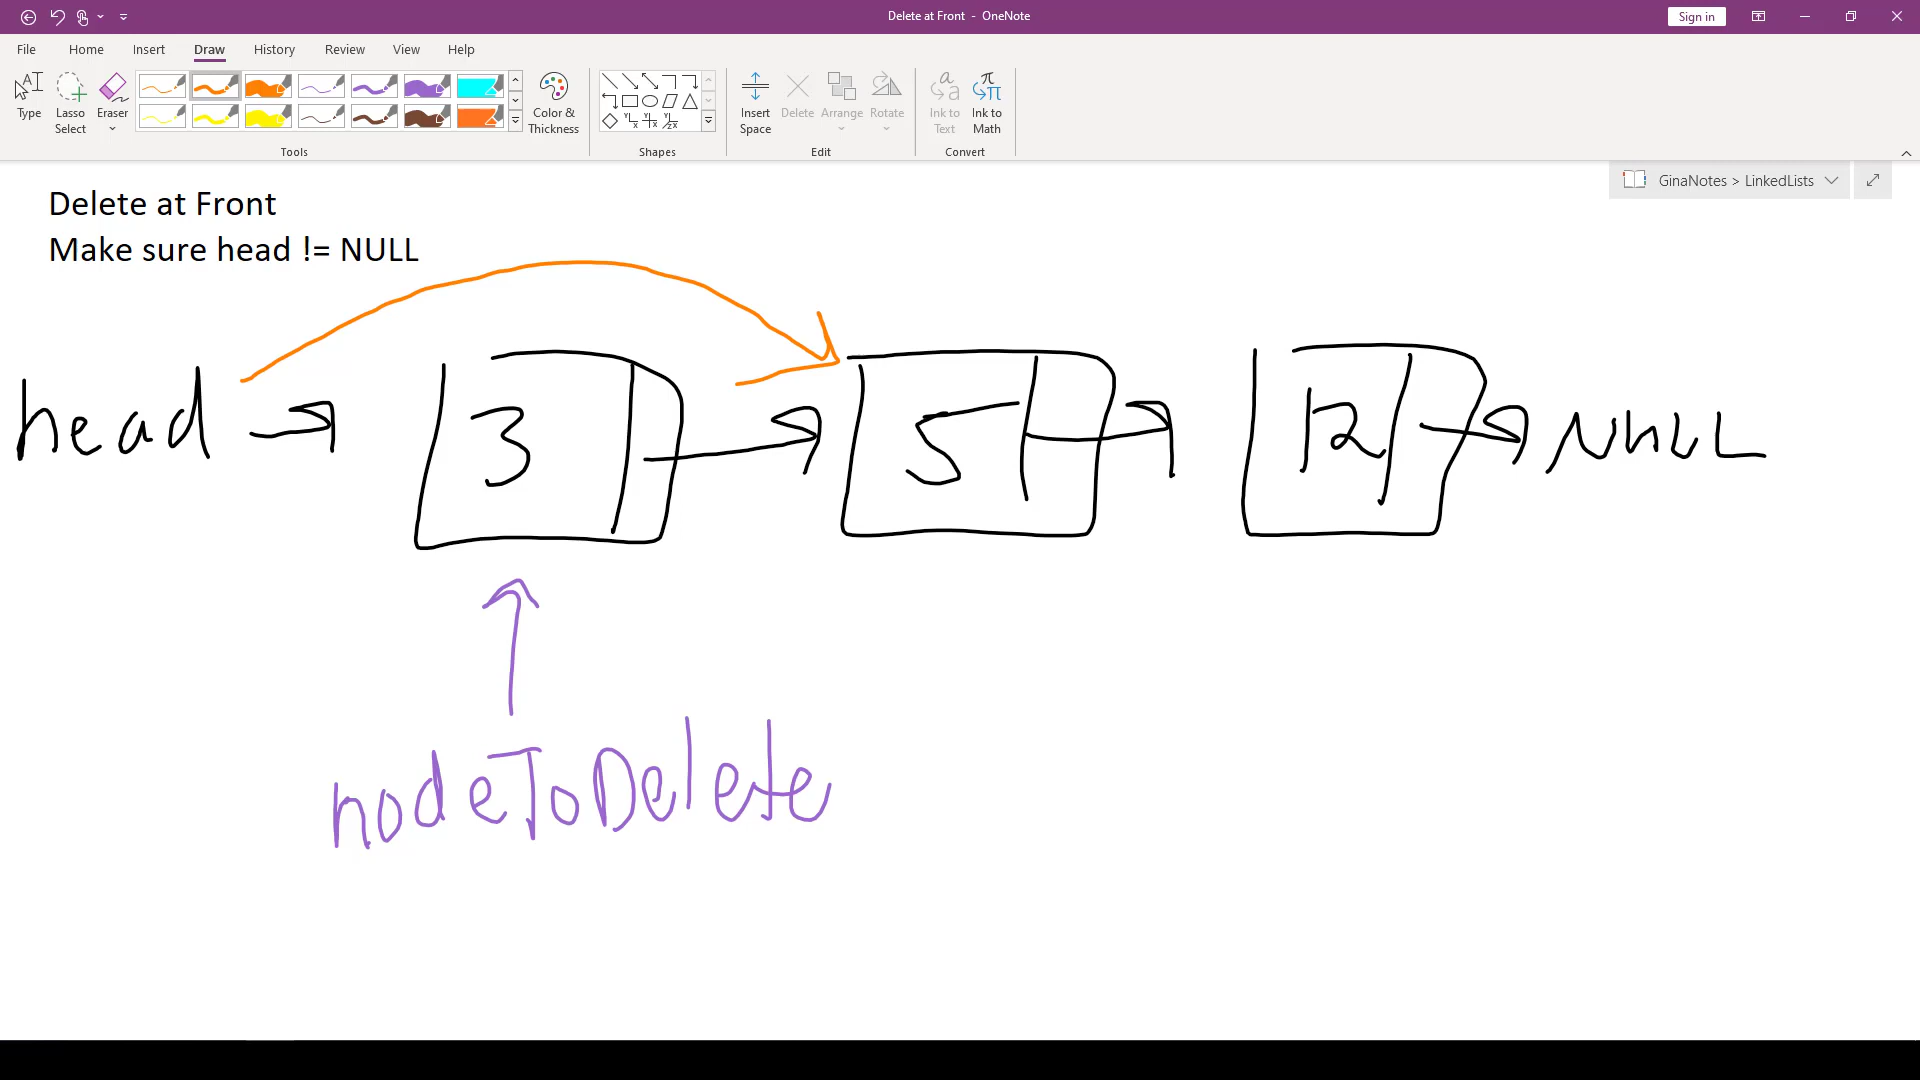 Delete at Front - OneNote
Sign in
File Home Insert Draw History Review View Help
Type
Lasso Select
Eraser
Color & Thickness
Insert Space
Delete
Arrange
Rotate
Ink to Text
Ink to Math
Tools Shapes Edit Convert
GinaNotes > LinkedLists
Delete at Front
Make sure head != NULL
head 3 5 12 NULL
nodeToDelete